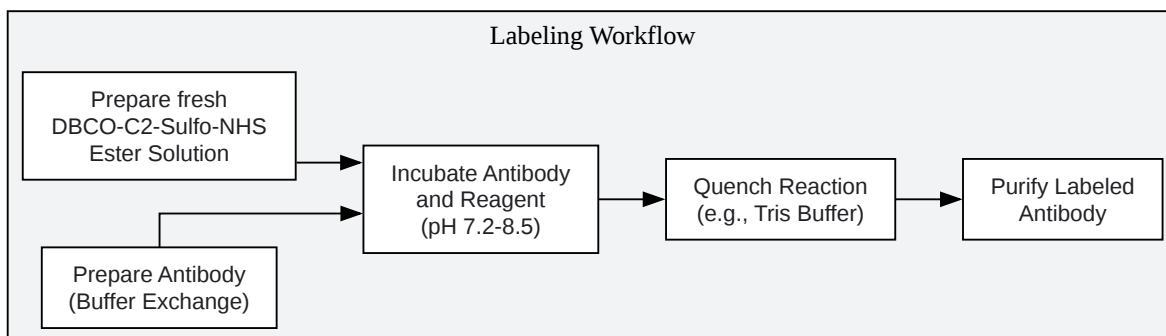 Labeling Workflow
Prepare fresh
DBCO-C2-Sulfo-NHS
Ester Solution
Prepare Antibody
(Buffer Exchange)
Incubate Antibody
and Reagent
(pH 7.2-8.5)
Quench Reaction
(e.g., Tris Buffer)
Purify Labeled
Antibody